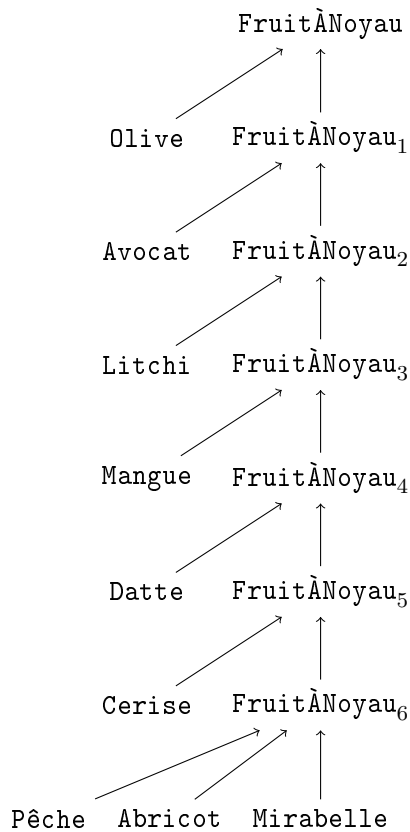 FruitÀNoyau
Olive FruitÀNoyau₁
Avocat FruitÀNoyau₂
Litchi FruitÀNoyau₃
Mangue FruitÀNoyau₄
Datte FruitÀNoyau₅
Cerise FruitÀNoyau₆
Pêche Abricot Mirabelle